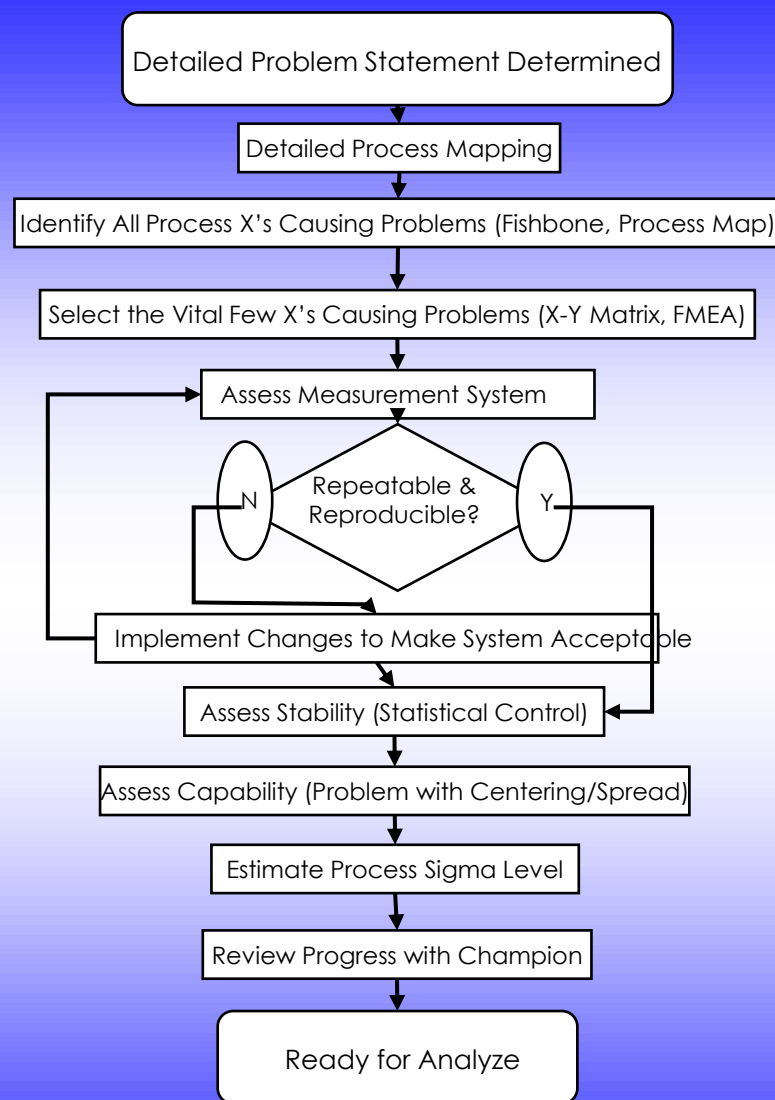 Detailed Problem Statement Determined
Detailed Process Mapping
Identify All Process X’s Causing Problems (Fishbone, Process Map)
Select the Vital Few X’s Causing Problems (X-Y Matrix, FMEA)
Assess Measurement System
Repeatable &
Reproducible?
N
Y
Implement Changes to Make System Acceptable
Assess Stability (Statistical Control)
Assess Capability (Problem with Centering/Spread)
Estimate Process Sigma Level
Review Progress with Champion
Ready for Analyze